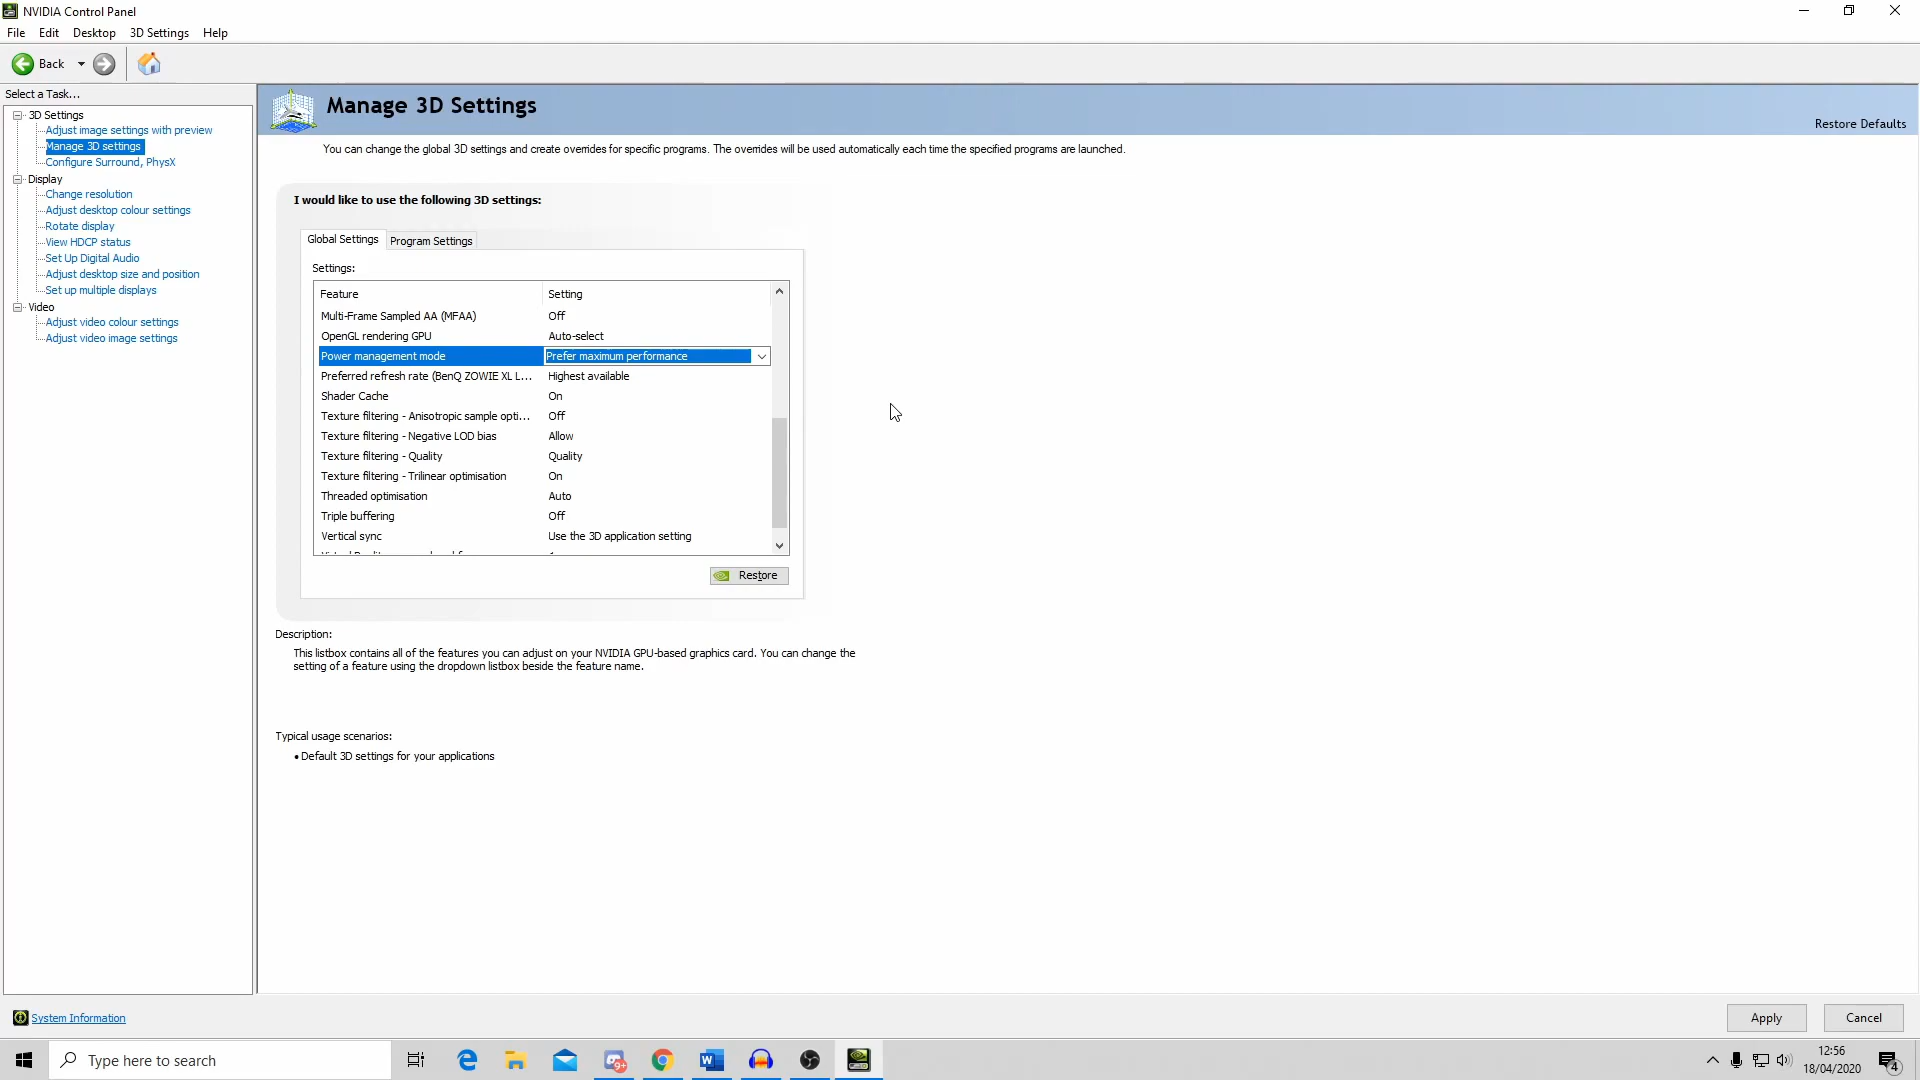 NVIDIA Control Panel
File Edit Desktop 3D Settings Help
Back
Select a Task...
3D Settings
Adjust image settings with preview
Manage 3D settings
Configure Surround, PhysX
Display
Change resolution
Adjust desktop colour settings
Rotate display
View HDCP status
Set Up Digital Audio
Adjust desktop size and position
Set up multiple displays
Video
Adjust video colour settings
Adjust video image settings
System Information
Manage 3D Settings
Restore Defaults
You can change the global 3D settings and create overrides for specific programs. The overrides will be used automatically each time the specified programs are launched.
I would like to use the following 3D settings:
Global Settings Program Settings
Settings:
Feature Setting
Multi-Frame Sampled AA (MFAA) Off
OpenGL rendering GPU Auto-select
Power management mode Prefer maximum performance
Preferred refresh rate (BenQ ZOWIE XL L... Highest available
Shader Cache On
Texture filtering - Anisotropic sample opti... Off
Texture filtering - Negative LOD bias Allow
Texture filtering - Quality Quality
Texture filtering - Trilinear optimisation On
Threaded optimisation Auto
Triple buffering Off
Vertical sync Use the 3D application setting
Restore
Description:
This listbox contains all of the features you can adjust on your NVIDIA GPU-based graphics card. You can change the
setting of a feature using the dropdown listbox beside the feature name.
Typical usage scenarios:
• Default 3D settings for your applications
Apply Cancel
Type here to search
9+
12:56
18/04/2020
4